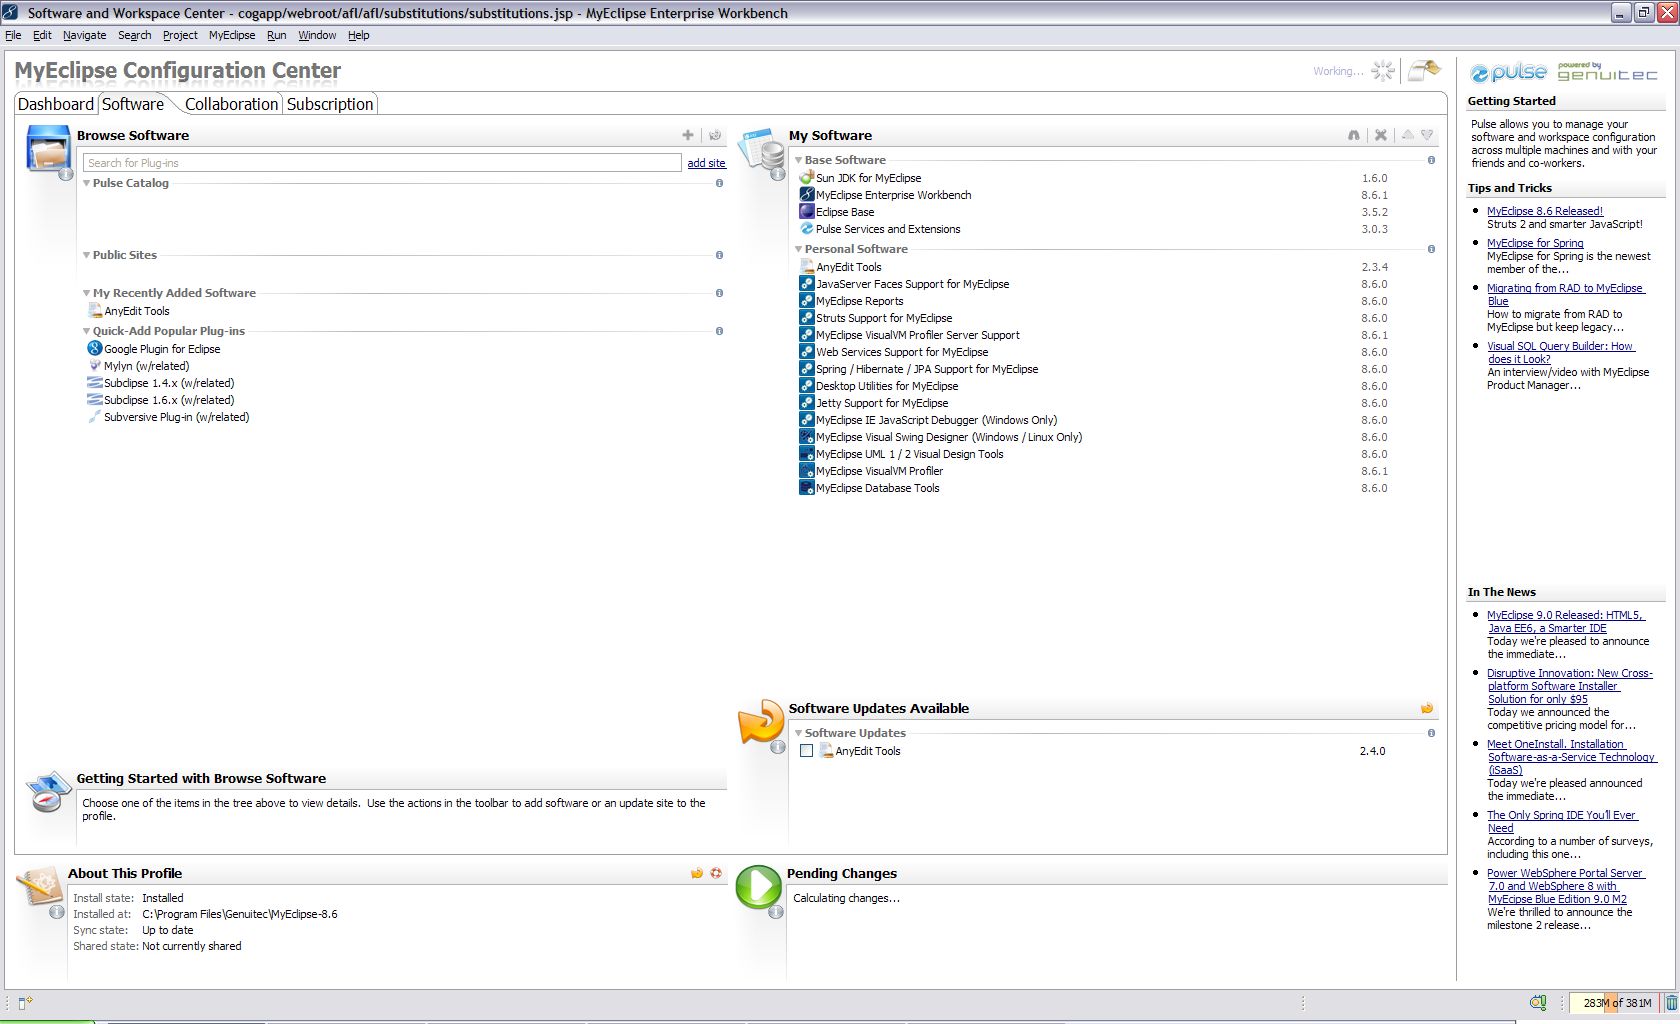 Software and Workspace Center - cogapp/webroot/afl/afl/substitutions/substitutions.jsp - MyEclipse Enterprise Workbench
File Edit Navigate Search Project MyEclipse Run Window Help
MyEclipse Configuration Center
Working...
Dashboard Software Collaboration Subscription
Browse Software
Search for Plug-ins add site
Pulse Catalog
Public Sites
My Recently Added Software
AnyEdit Tools
Quick-Add Popular Plug-ins
Google Plugin for Eclipse
Mylyn (w/related)
Subclipse 1.4.x (w/related)
Subclipse 1.6.x (w/related)
Subversive Plug-in (w/related)
Getting Started with Browse Software
Choose one of the items in the tree above to view details. Use the actions in the toolbar to add software or an update site to the
profile.
My Software
Base Software
Sun JDK for MyEclipse 1.6.0
MyEclipse Enterprise Workbench 8.6.1
Eclipse Base 3.5.2
Pulse Services and Extensions 3.0.3
Personal Software
AnyEdit Tools 2.3.4
JavaServer Faces Support for MyEclipse 8.6.0
MyEclipse Reports 8.6.0
Struts Support for MyEclipse 8.6.0
MyEclipse VisualVM Profiler Server Support 8.6.1
Web Services Support for MyEclipse 8.6.0
Spring / Hibernate / JPA Support for MyEclipse 8.6.0
Desktop Utilities for MyEclipse 8.6.0
Jetty Support for MyEclipse 8.6.0
MyEclipse IE JavaScript Debugger (Windows Only) 8.6.0
MyEclipse Visual Swing Designer (Windows / Linux Only) 8.6.0
MyEclipse UML 1 / 2 Visual Design Tools 8.6.0
MyEclipse VisualVM Profiler 8.6.1
MyEclipse Database Tools 8.6.0
Software Updates Available
Software Updates
AnyEdit Tools 2.4.0
About This Profile
Install state: Installed
Installed at: C:\Program Files\Genuitec\MyEclipse-8.6
Sync state: Up to date
Shared state: Not currently shared
Pending Changes
Calculating changes...
pulse powered by genuitec
Getting Started
Pulse allows you to manage your
software and workspace configuration
across multiple machines and with your
friends and co-workers.
Tips and Tricks
MyEclipse 8.6 Released!
Struts 2 and smarter JavaScript!
MyEclipse for Spring
MyEclipse for Spring is the newest
member of the...
Migrating from RAD to MyEclipse
Blue
How to migrate from RAD to
MyEclipse but keep legacy...
Visual SQL Query Builder: How
does it Look?
An interview/video with MyEclipse
Product Manager...
In The News
MyEclipse 9.0 Released: HTML5,
Java EE6, a Smarter IDE
Today we're pleased to announce
the immediate...
Disruptive Innovation: New Cross-
platform Software Installer
Solution for only $95
Today we announced the
competitive pricing model for...
Meet OneInstall. Installation
Software-as-a-Service Technology
(iSaaS)
Today we're pleased announced
the immediate...
The Only Spring IDE You'll Ever
Need
According to a number of surveys,
including this one...
Power WebSphere Portal Server
7.0 and WebSphere 8 with
MyEcipse Blue Edition 9.0 M2
We're thrilled to announce the
milestone 2 release...
283M of 381M